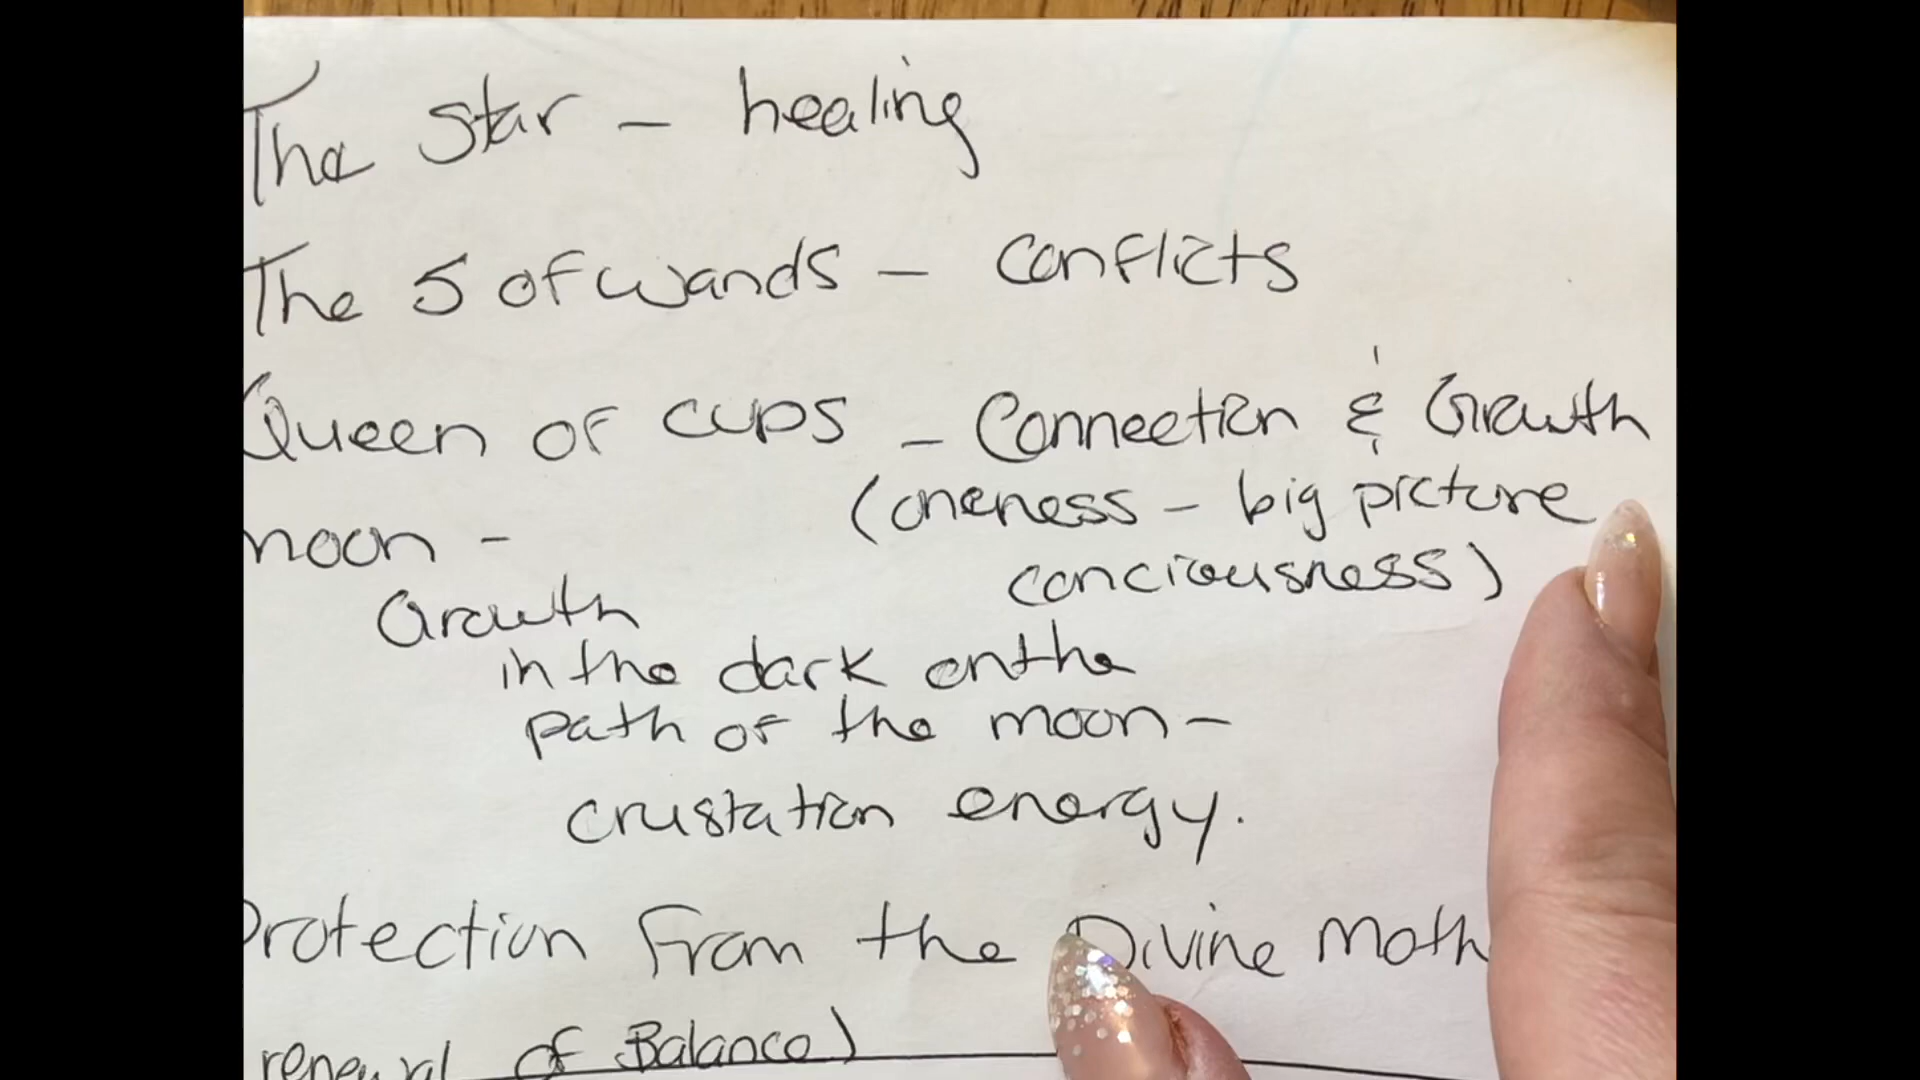 The Star – healing
The 5 of wands – conflicts
Queen of cups – Connection & Growth
(oneness – big picture
conciousness)
moon –
Growth
in the dark on the
path of the moon –
crustation energy.
Protection From the Divine Moth
renewal of Balance)